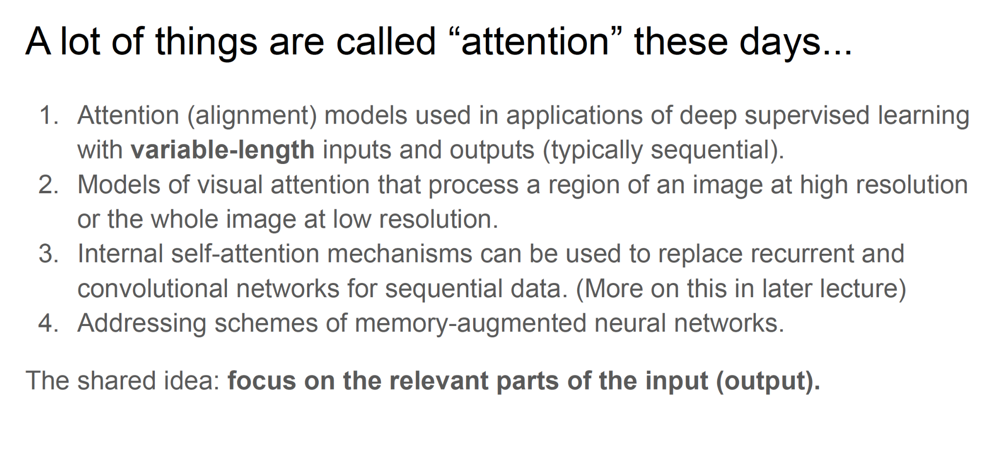 A lot of things are called “attention” these days...
1. Attention (alignment) models used in applications of deep supervised learning
with variable-length inputs and outputs (typically sequential).
2. Models of visual attention that process a region of an image at high resolution
or the whole image at low resolution.
3. Internal self-attention mechanisms can be used to replace recurrent and
convolutional networks for sequential data. (More on this in later lecture)
4. Addressing schemes of memory-augmented neural networks.
The shared idea: focus on the relevant parts of the input (output).